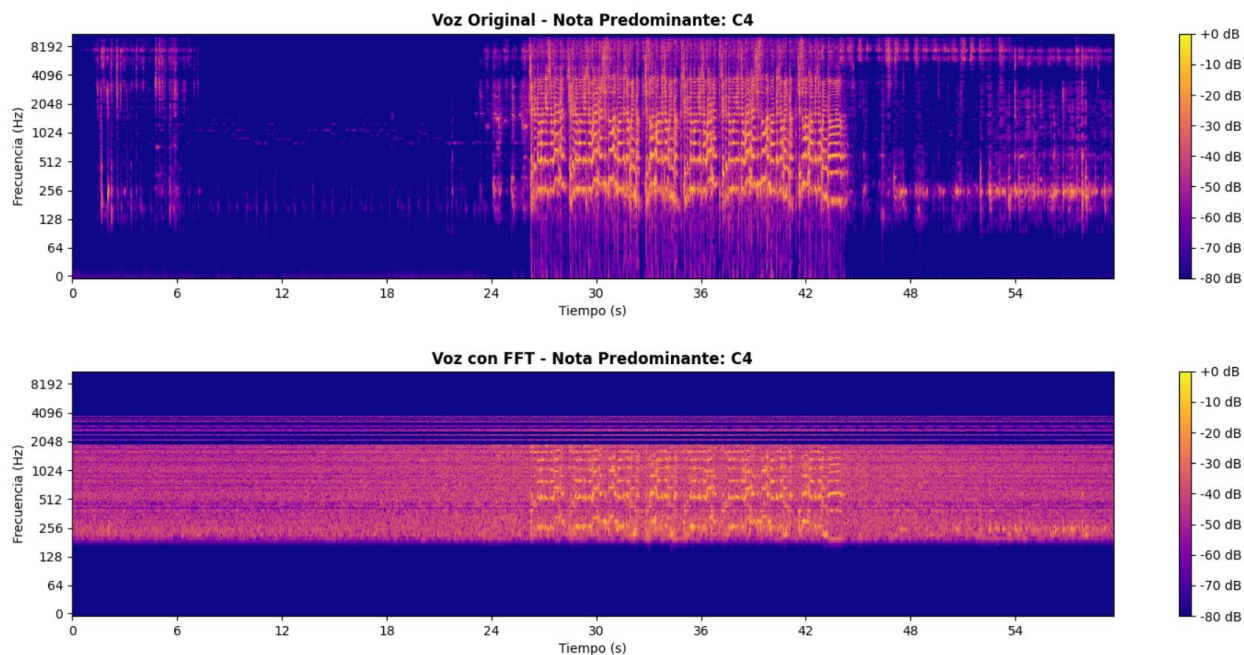 Voz Original - Nota Predominante: C4
Frecuencia (Hz)
8192
4096
2048
1024
512
256
128
64
0
0 6 12 18 24 30 36 42 48 54
Tiempo (s)
+0 dB
-10 dB
-20 dB
-30 dB
-40 dB
-50 dB
-60 dB
-70 dB
-80 dB
Voz con FFT - Nota Predominante: C4
Frecuencia (Hz)
8192
4096
2048
1024
512
256
128
64
0
0 6 12 18 24 30 36 42 48 54
Tiempo (s)
+0 dB
-10 dB
-20 dB
-30 dB
-40 dB
-50 dB
-60 dB
-70 dB
-80 dB